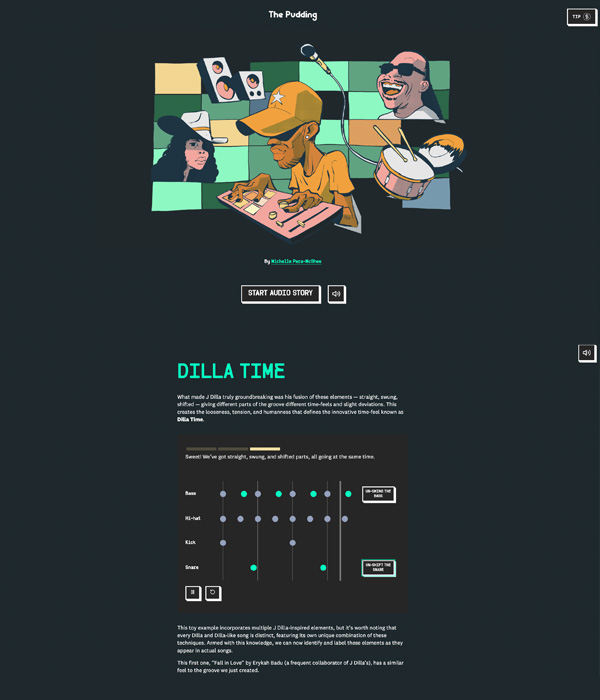 The Pudding
TIP $
By Michelle Pera-McGhee
START AUDIO STORY
DILLA TIME
What made J Dilla truly groundbreaking was his fusion of these elements — straight, swung,
shifted — giving different parts of the groove different time-feels and slight deviations. This
creates the looseness, tension, and humanness that defines the innovative time-feel known as
Dilla Time.
Sweet! We've got straight, swung, and shifted parts, all going at the same time.
Bass
UN-SWING THE
BASS
Hi-hat
Kick
Snare
UN-SHIFT THE
SNARE
This toy example incorporates multiple J Dilla-inspired elements, but it's worth noting that
every Dilla and Dilla-like song is distinct, featuring its own unique combination of these
techniques. Armed with this knowledge, we can now identify and label these elements as they
appear in actual songs.
This first one, "Fall in Love" by Erykah Badu (a frequent collaborator of J Dilla's), has a similar
feel to the groove we just created.